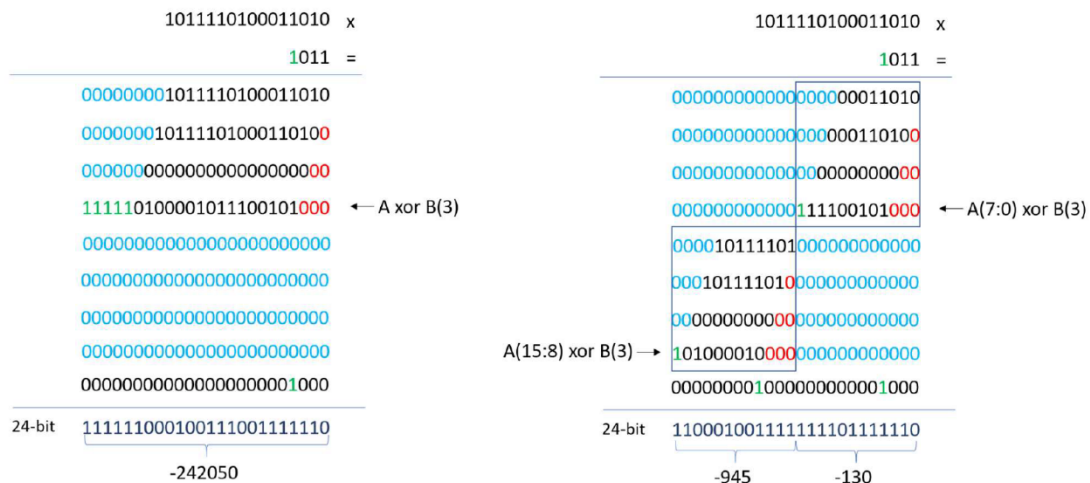 1011110100011010 x
1011 =
000000001011110100011010
000000010111101000110100
000000000000000000000000
111110100001011100101000 ← A xor B(3)
000000000000000000000000
000000000000000000000000
000000000000000000000000
000000000000000000000000
000000000000000000001000
24-bit 111111000100111001111110
-242050
1011110100011010 x
1011 =
000000000000000000011010
000000000000000000110100
000000000000000000000000
000000000000111100101000 ← A(7:0) xor B(3)
000010111101000000000000
000101111010000000000000
000000000000000000000000
A(15:8) xor B(3) → 101000010000000000000000
000000001000000000001000
24-bit 110001001111111101111110
-945 -130